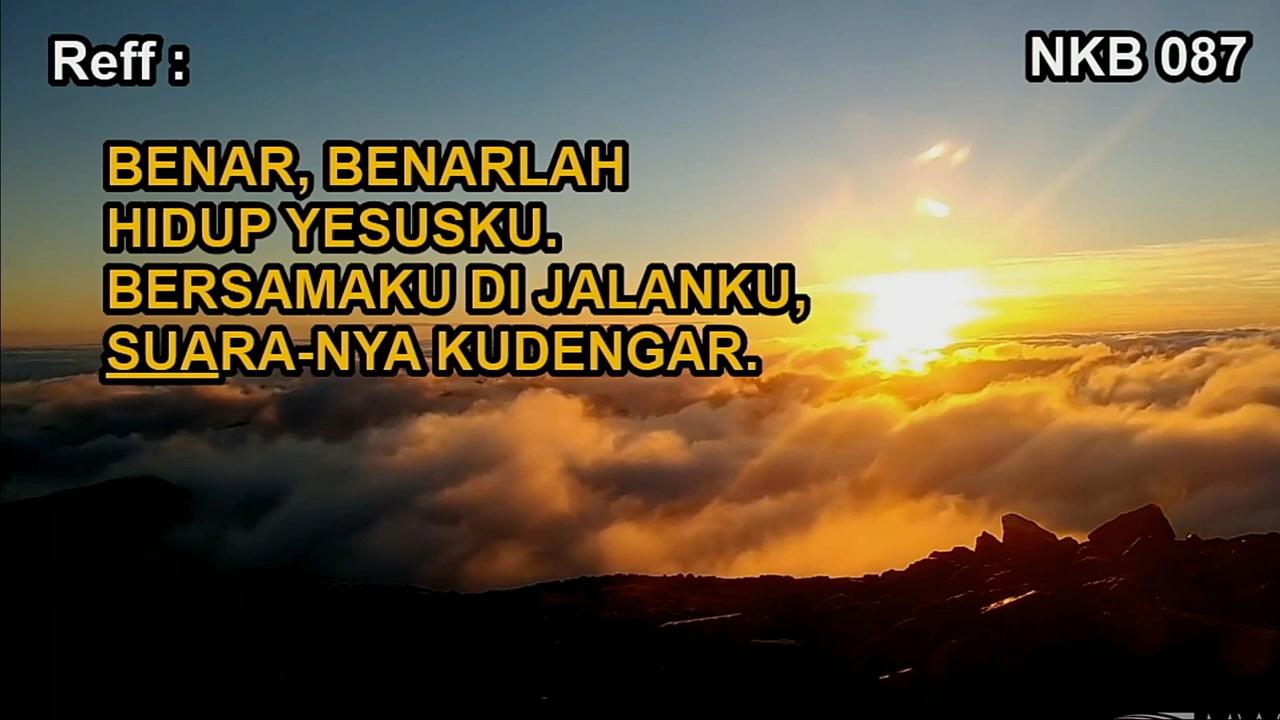 Reff :
NKB 087
BENAR, BENARLAH
HIDUP YESUSKU.
BERSAMAKU DI JALANKU,
SUARA-NYA KUDENGAR.